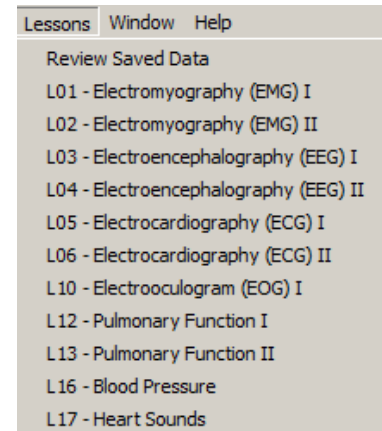 Lessons Window Help
Review Saved Data
L01 - Electromyography (EMG) I
L02 - Electromyography (EMG) II
L03 - Electroencephalography (EEG) I
L04 - Electroencephalography (EEG) II
L05 - Electrocardiography (ECG) I
L06 - Electrocardiography (ECG) II
L10 - Electrooculogram (EOG) I
L12 - Pulmonary Function I
L13 - Pulmonary Function II
L16 - Blood Pressure
L17 - Heart Sounds